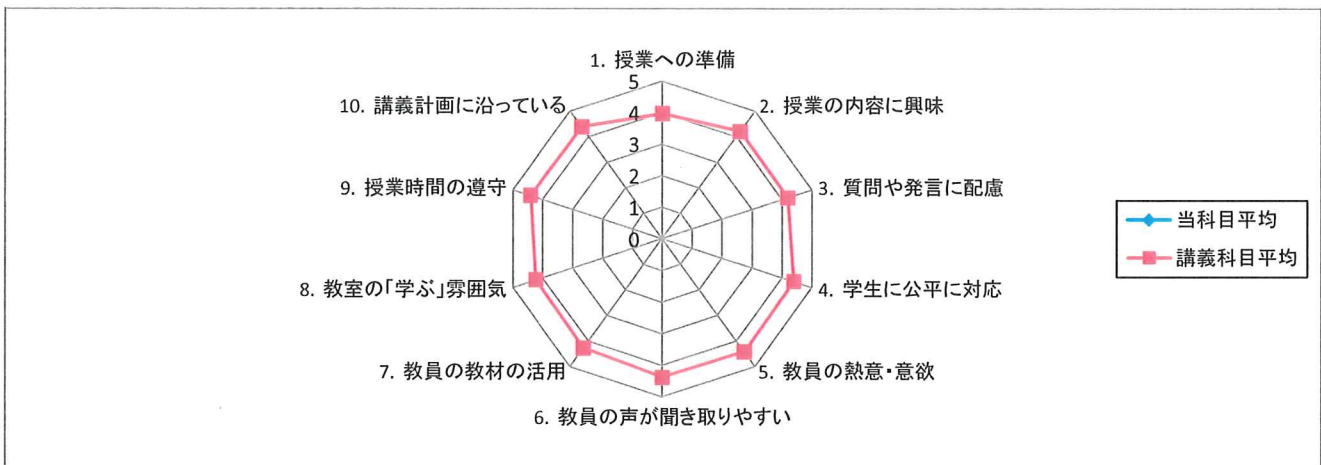 1. 授業への準備
2. 授業の内容に興味
3. 質問や発言に配慮
4. 学生に公平に対応
5. 教員の熱意・意欲
6. 教員の声が聞き取りやすい
7. 教員の教材の活用
8. 教室の「学ぶ」雰囲気
9. 授業時間の遵守
10. 講義計画に沿っている
5
4
3
2
1
0
当科目平均
講義科目平均